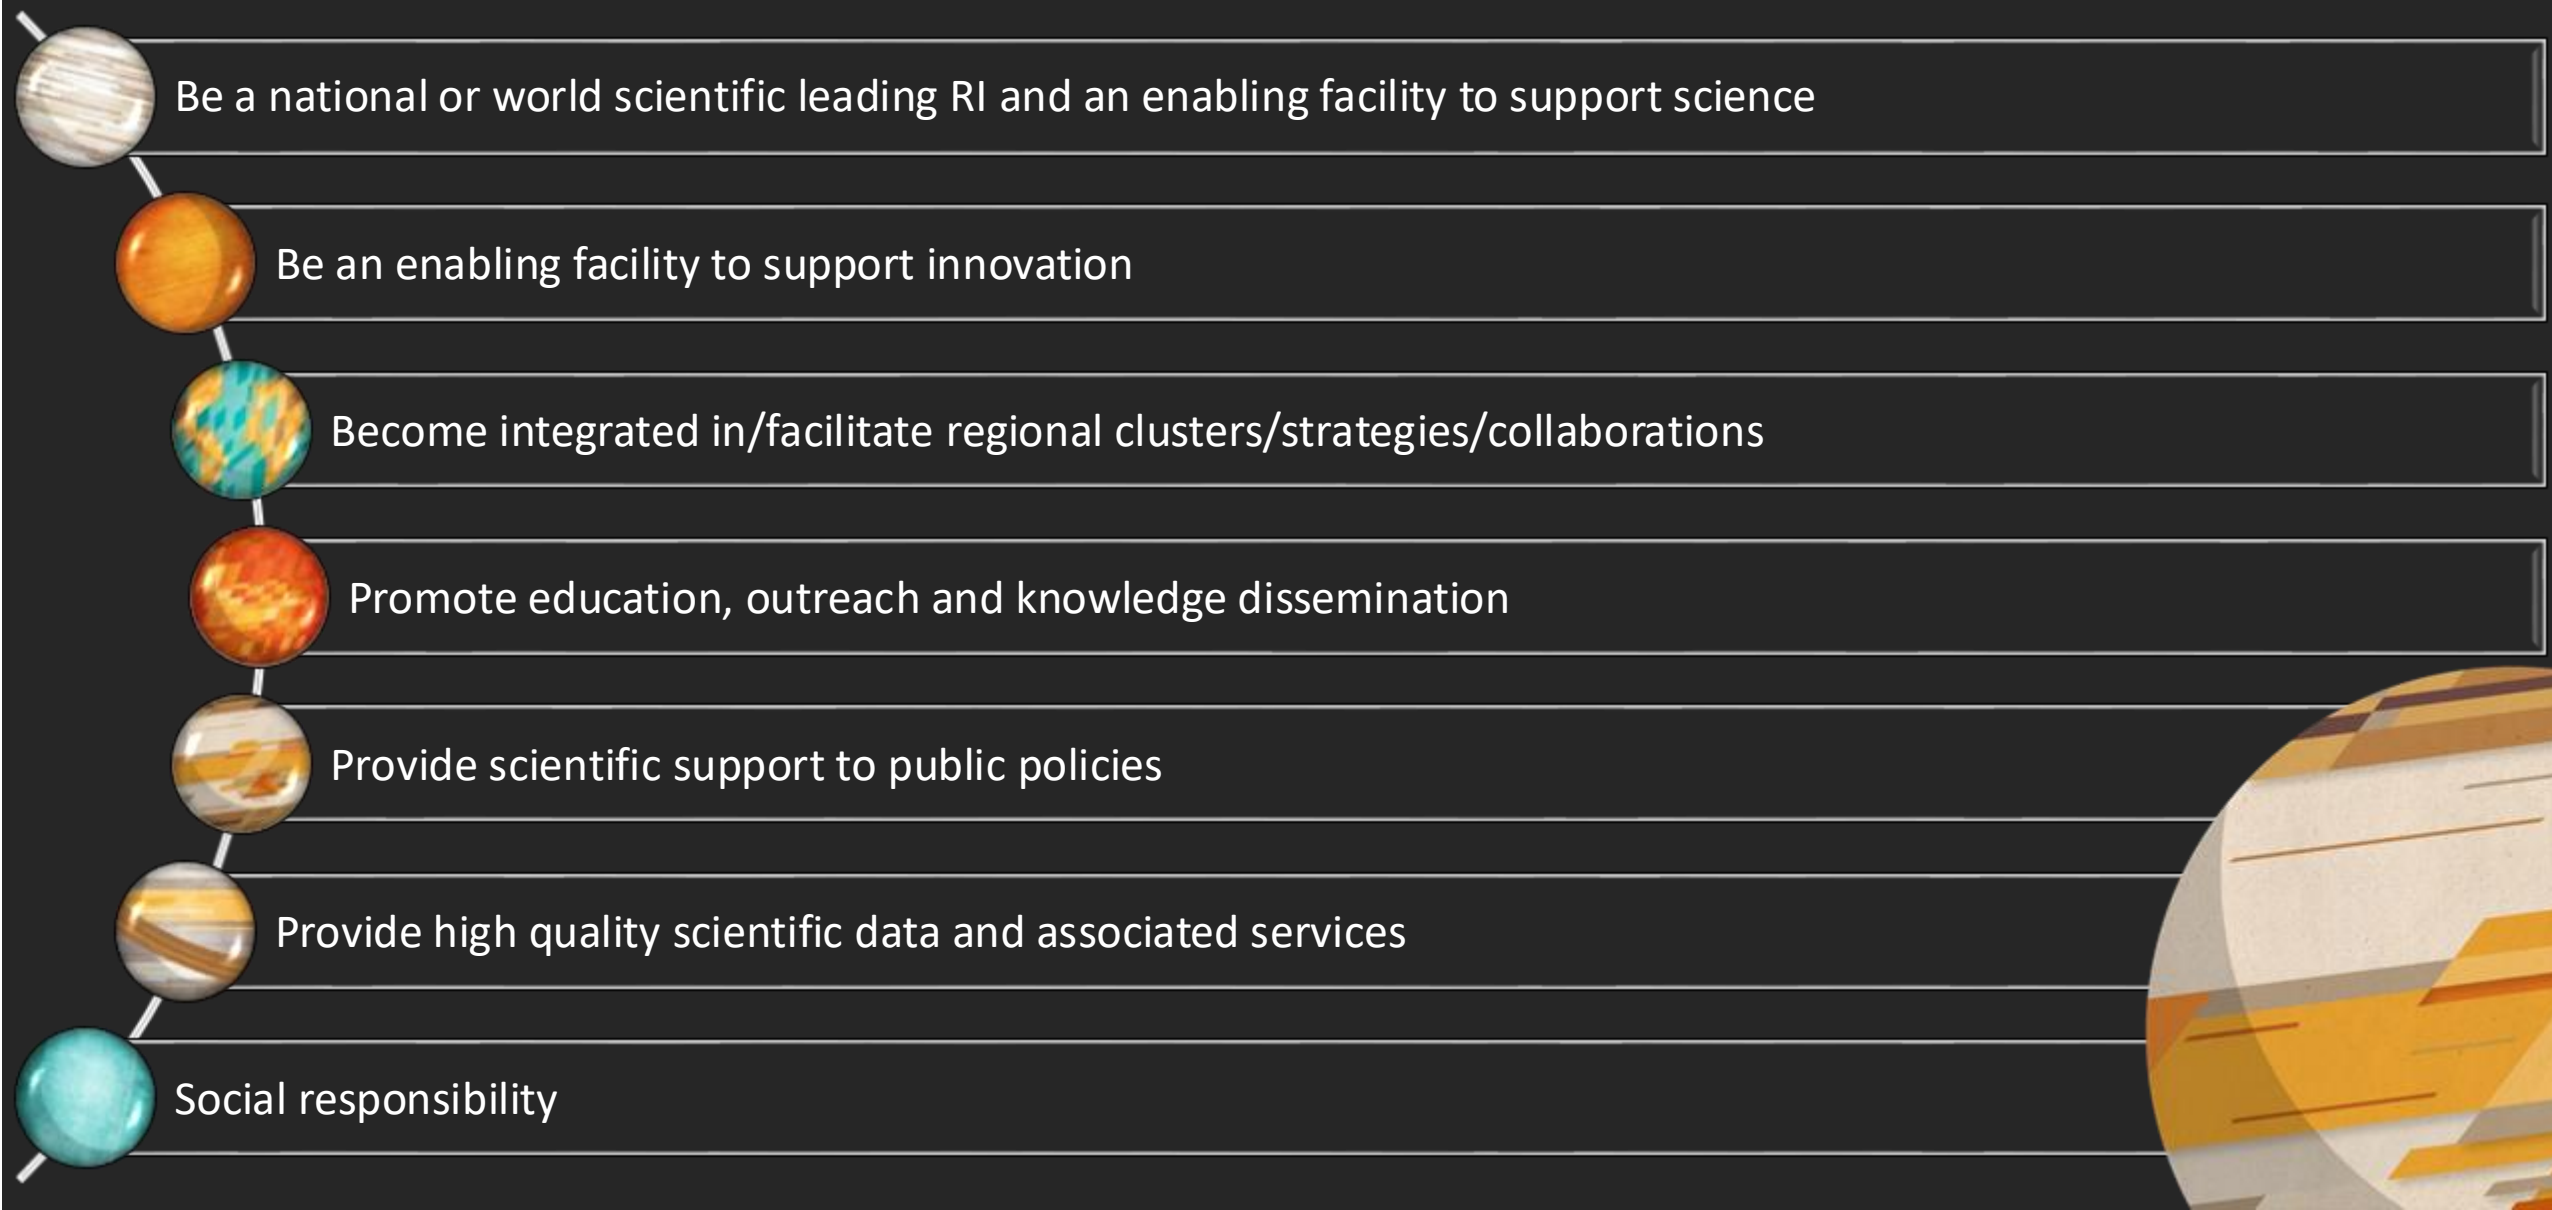 Be a national or world scientific leading RI and an enabling facility to support science
Be an enabling facility to support innovation
Become integrated in/facilitate regional clusters/strategies/collaborations
Promote education, outreach and knowledge dissemination
Provide scientific support to public policies
Provide high quality scientific data and associated services
Social responsibility